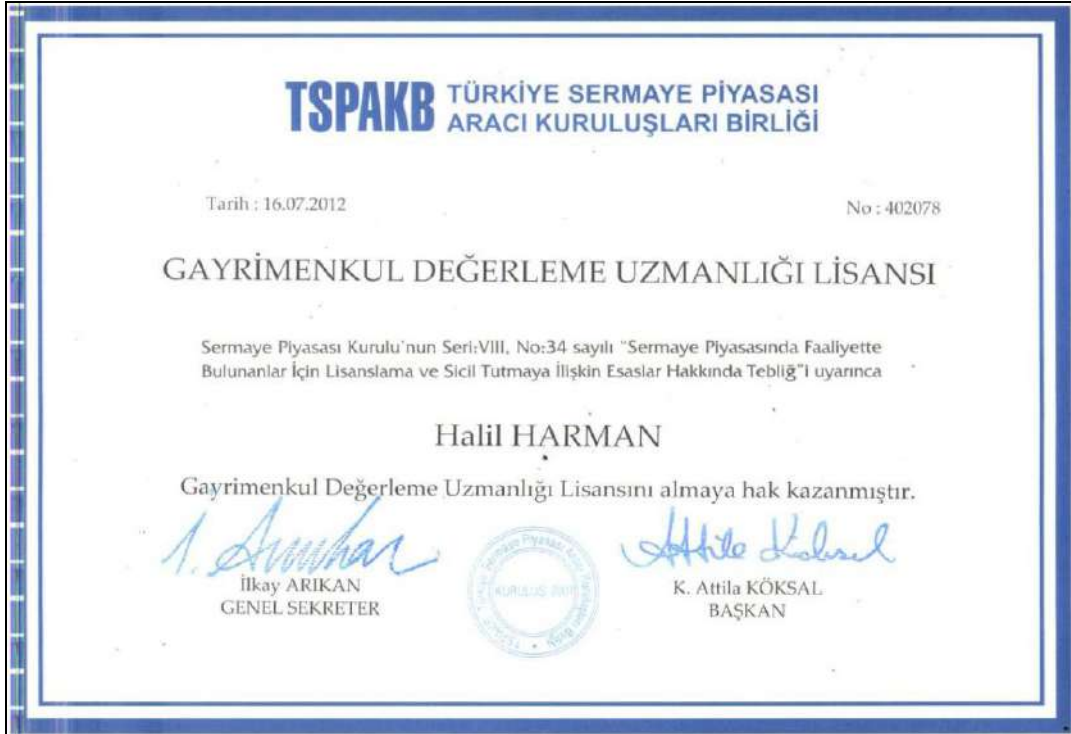 TSPAKB TÜRKİYE SERMAYE PİYASASI
ARACI KURULUŞLARI BİRLİĞİ
Tarih : 16.07.2012
No : 402078
GAYRİMENKUL DEĞERLEME UZMANLIĞI LİSANSI
Sermaye Piyasası Kurulu'nun Seri:VIII, No:34 sayılı "Sermaye Piyasasında Faaliyette
Bulunanlar İçin Lisanslama ve Sicil Tutmaya İlişkin Esaslar Hakkında Tebliğ"i uyarınca
Halil HARMAN
Gayrimenkul Değerleme Uzmanlığı Lisansını almaya hak kazanmıştır.
İlkay ARIKAN
GENEL SEKRETER
KURULUŞ 2001
K. Attila KÖKSAL
BAŞKAN